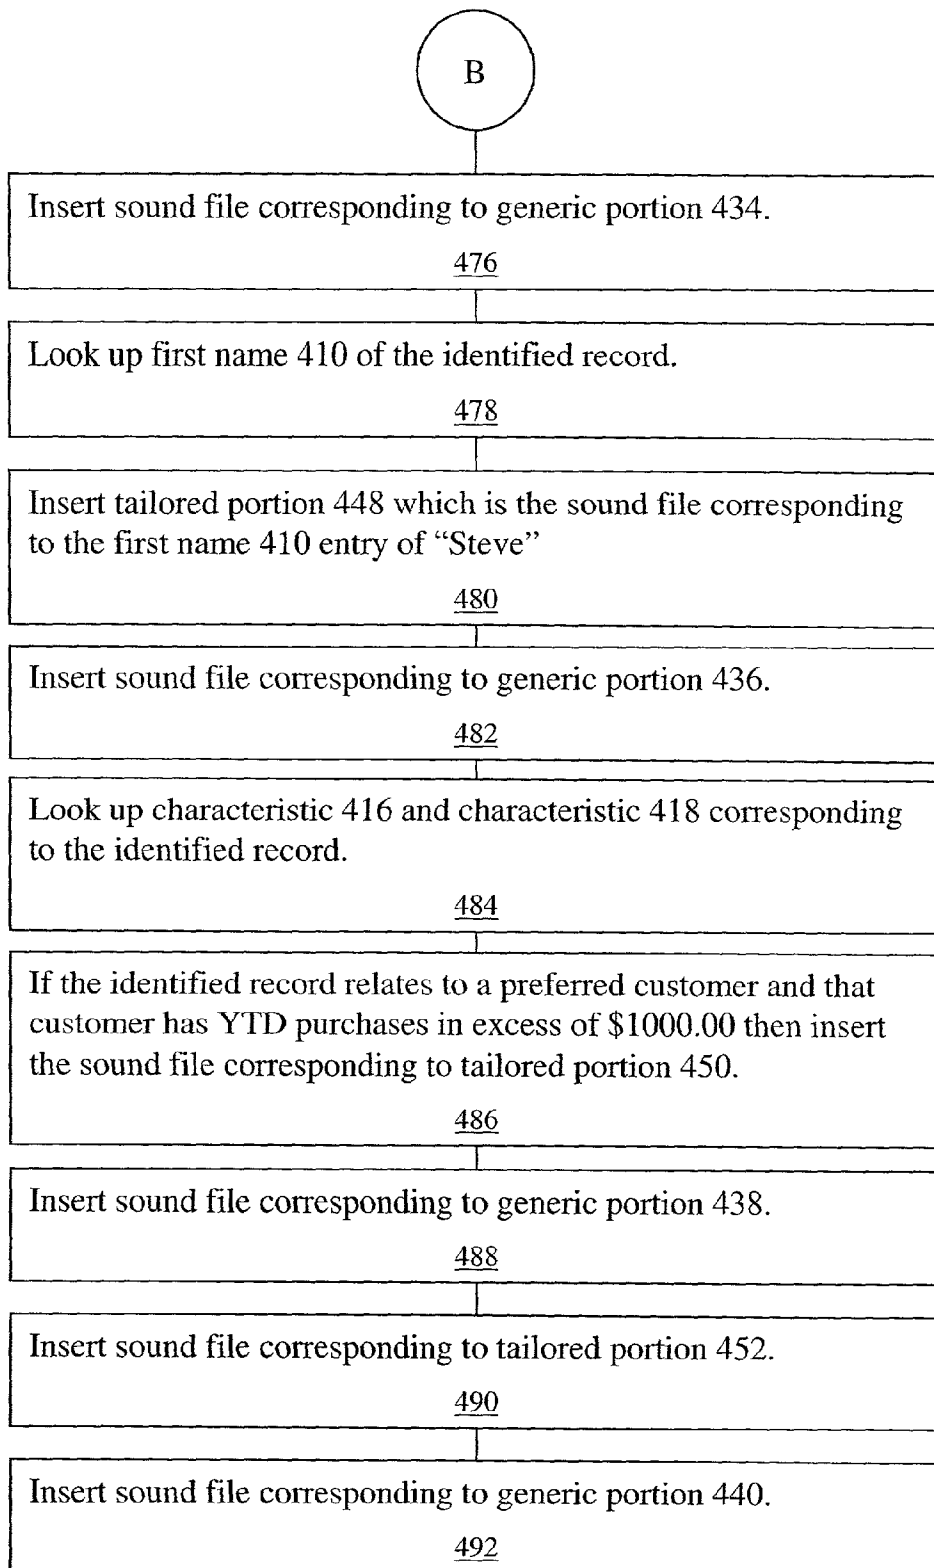 B
Insert sound file corresponding to generic portion 434.
476
Look up first name 410 of the identified record.
478
Insert tailored portion 448 which is the sound file corresponding
to the first name 410 entry of “Steve”
480
Insert sound file corresponding to generic portion 436.
482
Look up characteristic 416 and characteristic 418 corresponding
to the identified record.
484
If the identified record relates to a preferred customer and that
customer has YTD purchases in excess of $1000.00 then insert
the sound file corresponding to tailored portion 450.
486
Insert sound file corresponding to generic portion 438.
488
Insert sound file corresponding to tailored portion 452.
490
Insert sound file corresponding to generic portion 440.
492